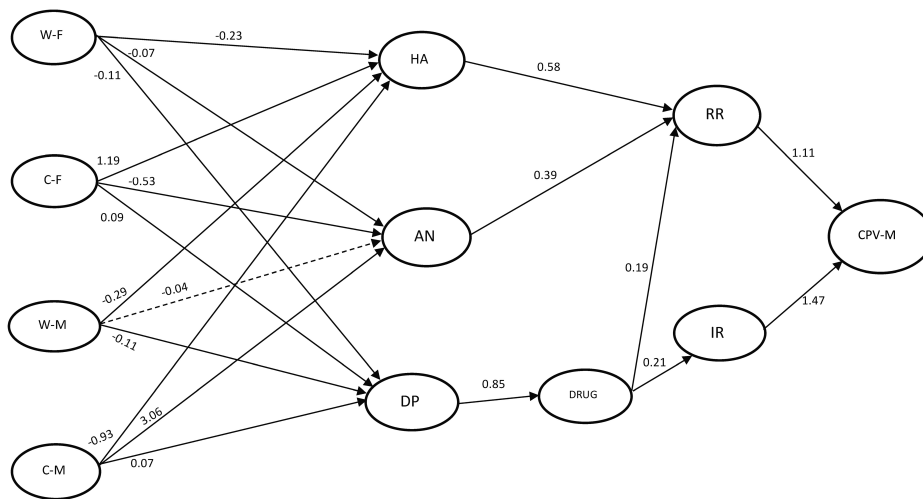 W-F
-0.23
-0.07
-0.11
HA
0.58
RR
1.11
C-F
1.19
-0.53
0.09
AN
0.39
CPV-M
0.19
W-M
-0.29
-0.04
-0.11
IR
1.47
0.21
DP
0.85
DRUG
C-M
-0.93
3.06
0.07